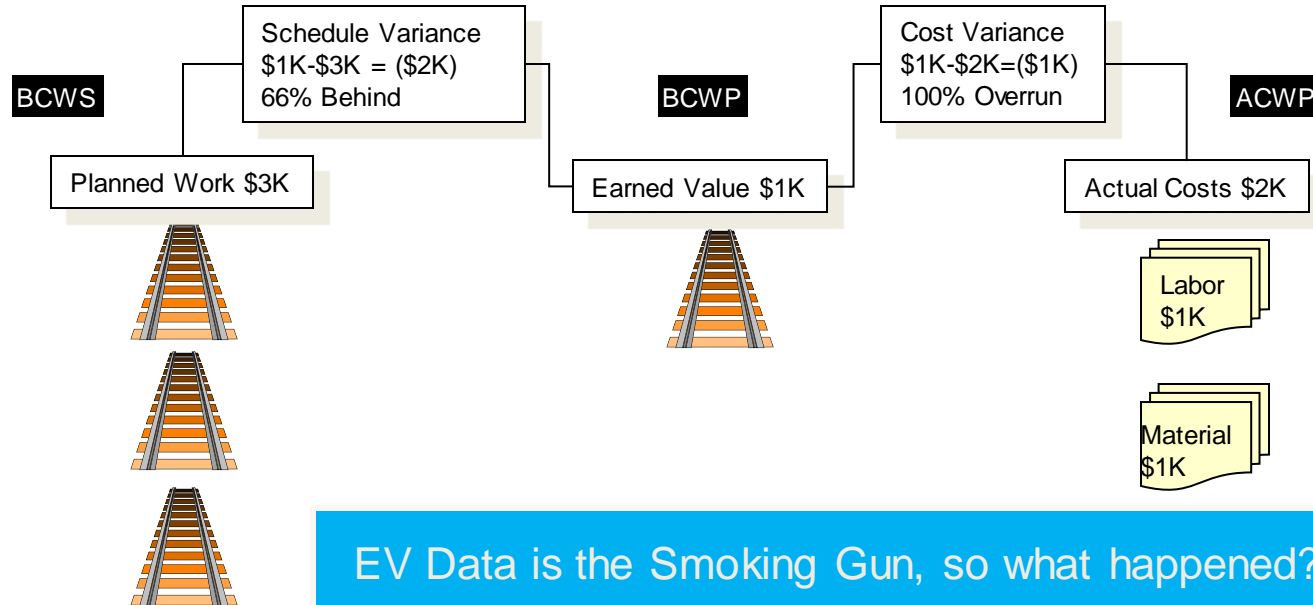 Schedule Variance
$1K-$3K = ($2K)
66% Behind
Cost Variance
$1K-$2K=($1K)
100% Overrun
BCWS
BCWP
ACWP
Planned Work $3K
Earned Value $1K
Actual Costs $2K
Labor
$1K
Material
$1K
EV Data is the Smoking Gun, so what happened?